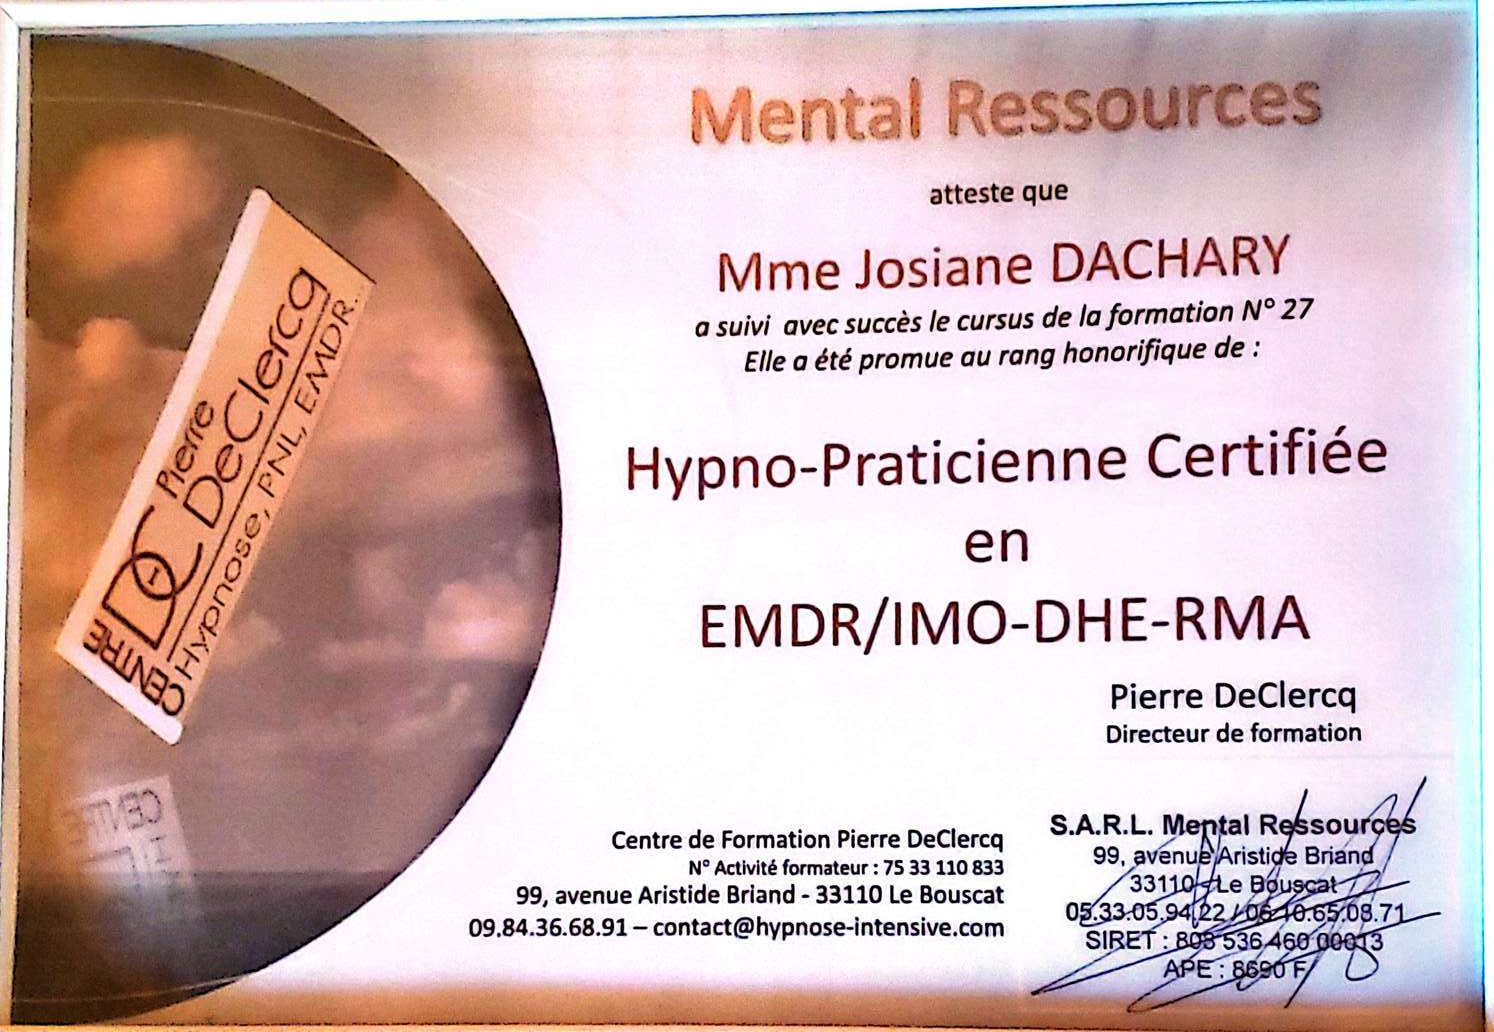 Mental Ressources
atteste que
Mme Josiane DACHARY
a suivi avec succès le cursus de la formation N° 27
Elle a été promue au rang honorifique de :
Hypno-Praticienne Certifiée
en
EMDR/IMO-DHE-RMA
Pierre DeClercq
Directeur de formation
CENTRE
DC
Pierre
DeClercq
Hypnose, PNL, EMDR...
CENTRE
Centre de Formation Pierre DeClercq
N° Activité formateur : 75 33 110 833
99, avenue Aristide Briand - 33110 Le Bouscat
09.84.36.68.91 – contact@hypnose-intensive.com
S.A.R.L. Mental Ressources
99, avenue Aristide Briand
33110 - Le Bouscat
05.33.05.94.22 / 06.10.65.08.71
SIRET : 808 536 460 00013
APE : 8690 F